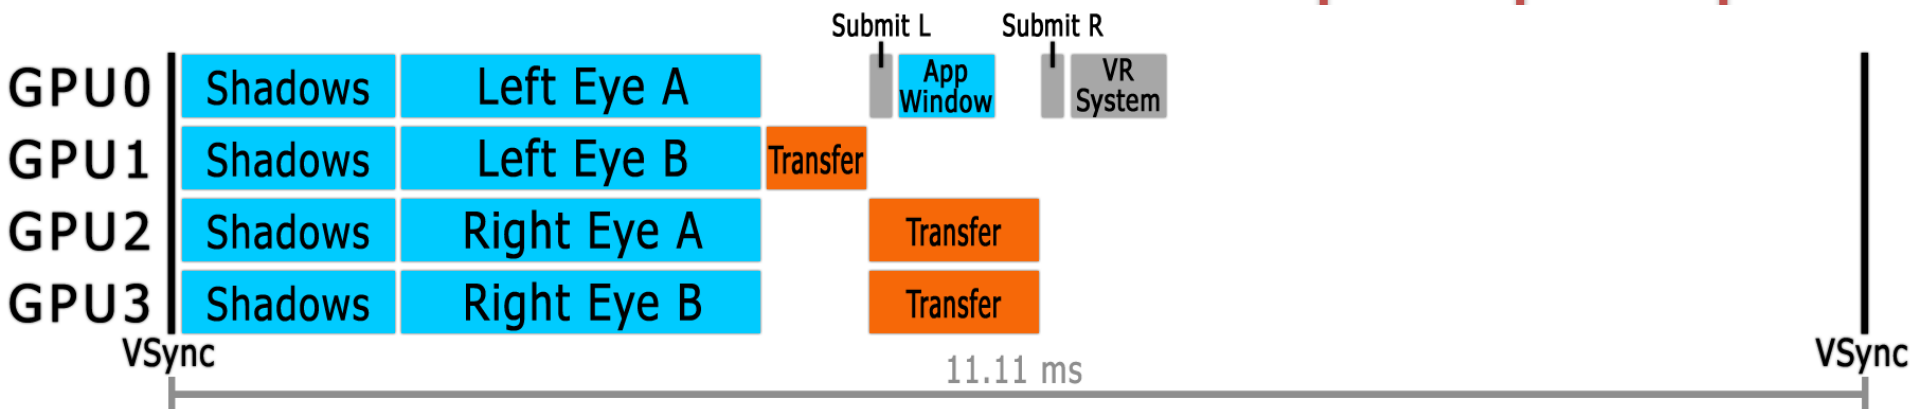 Submit L Submit R
GPU0 Shadows Left Eye A App Window VR System
GPU1 Shadows Left Eye B Transfer
GPU2 Shadows Right Eye A Transfer
GPU3 Shadows Right Eye B Transfer
VSync VSync
11.11 ms